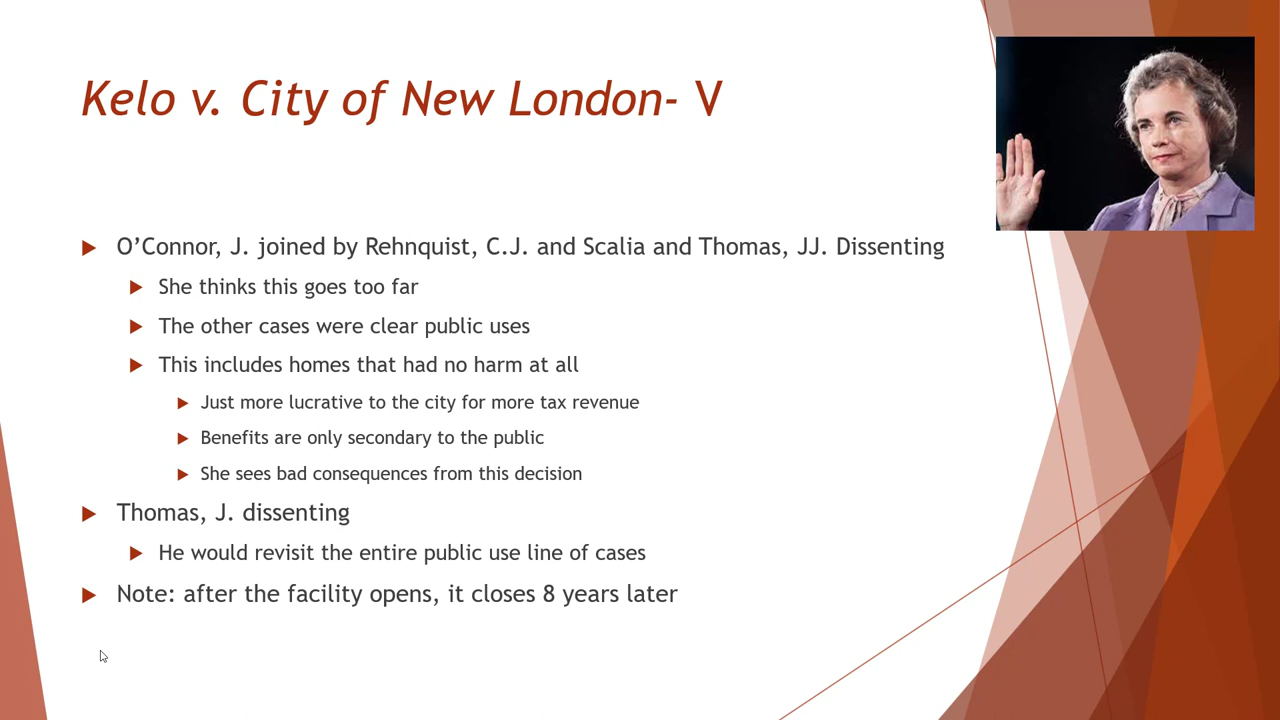 Kelo v. City of New London- V
O’Connor, J. joined by Rehnquist, C.J. and Scalia and Thomas, JJ. Dissenting
She thinks this goes too far
The other cases were clear public uses
This includes homes that had no harm at all
Just more lucrative to the city for more tax revenue
Benefits are only secondary to the public
She sees bad consequences from this decision
Thomas, J. dissenting
He would revisit the entire public use line of cases
Note: after the facility opens, it closes 8 years later